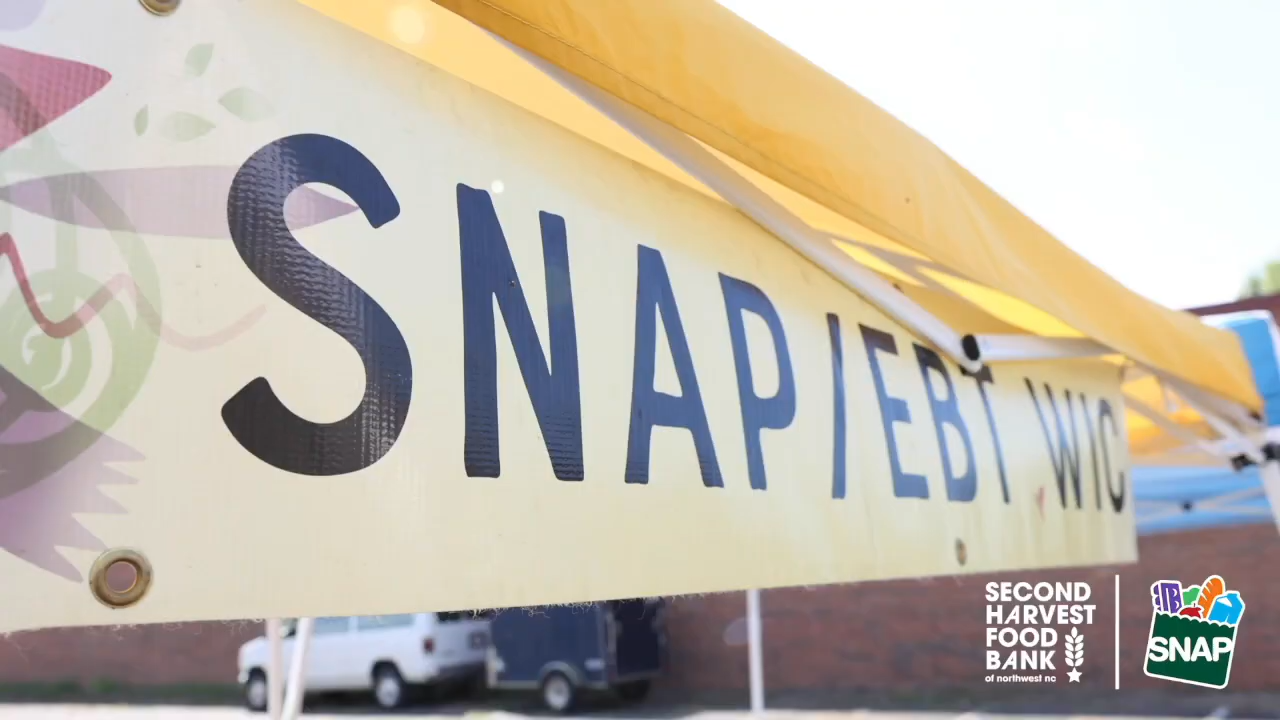 SNAP/EBT WIC
SECOND
HARVEST
FOOD
BANK
of northwest nc
SNAP